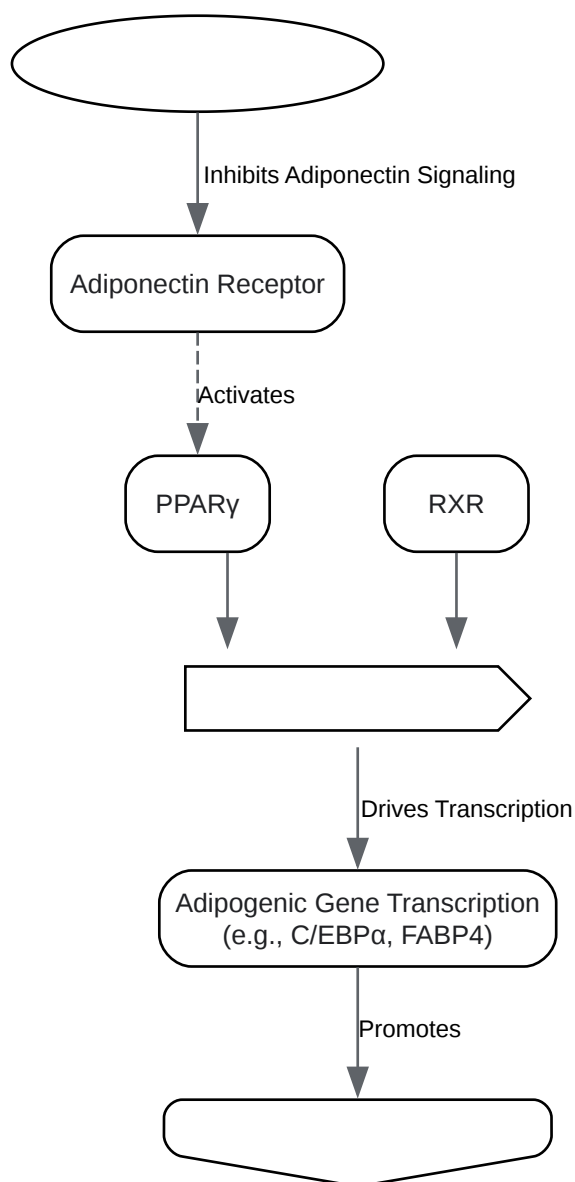 Inhibits Adiponectin Signaling
Adiponectin Receptor
Activates
PPARγ
RXR
Drives Transcription
Adipogenic Gene Transcription
(e.g., C/EBPα, FABP4)
Promotes